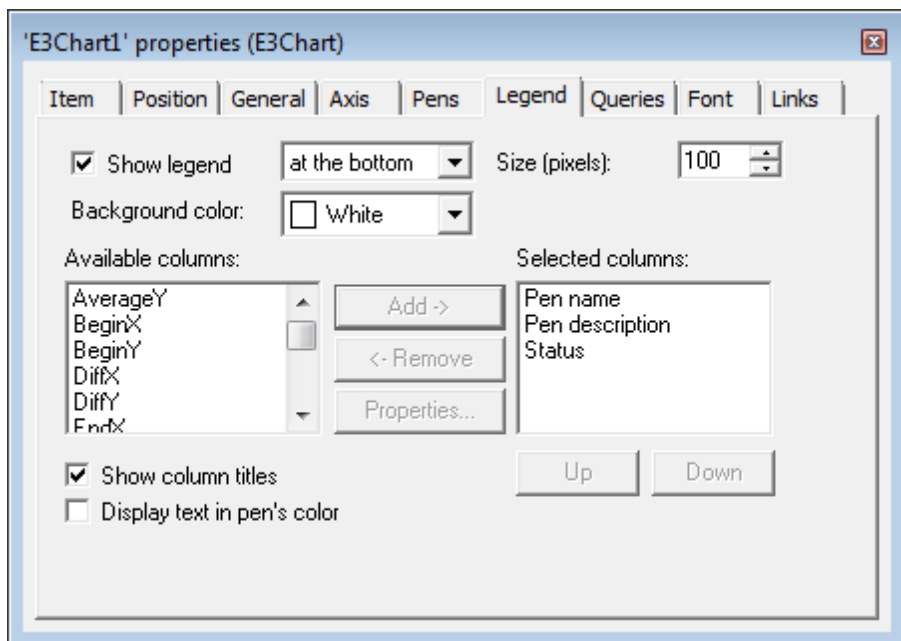 'E3Chart1' properties (E3Chart)
Item Position General Axis Pens Legend Queries Font Links
Show legend at the bottom Size (pixels): 100
Background color: White
Available columns: Selected columns:
AverageY Add -> Pen name
BeginX Pen description
BeginY <- Remove Status
DiffX
DiffY Properties...
EndX
Show column titles Up Down
Display text in pen's color